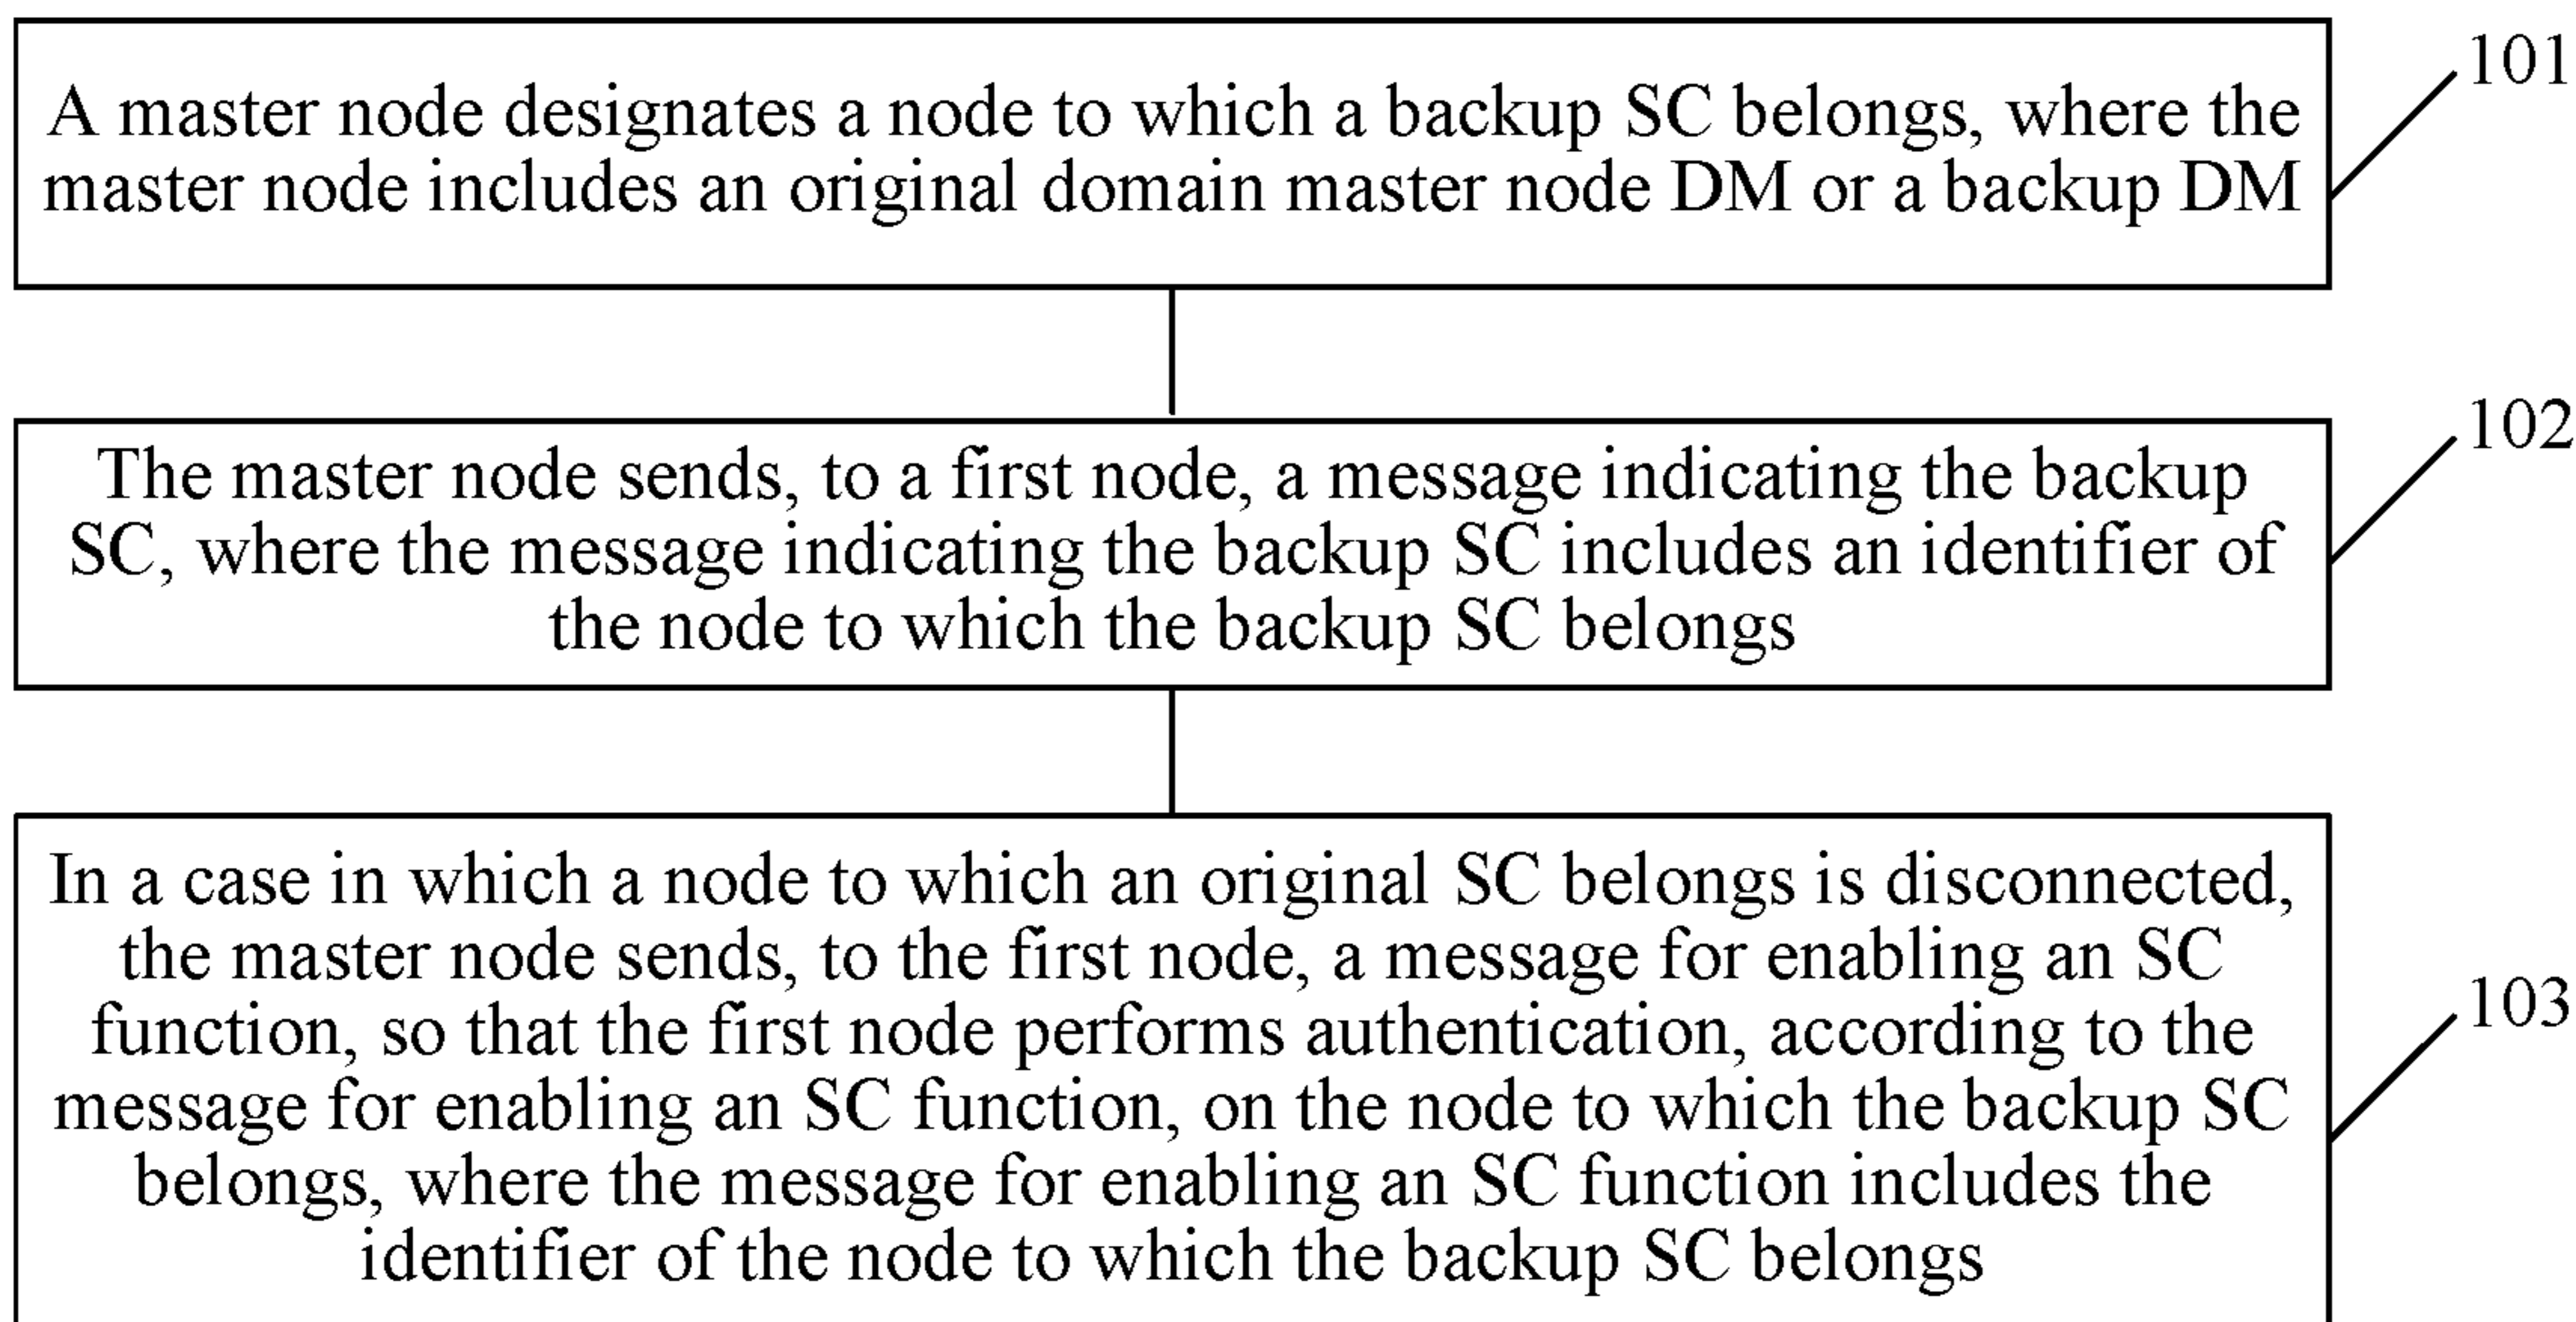 A master node designates a node to which a backup SC belongs, where the
master node includes an original domain master node DM or a backup DM
101
The master node sends, to a first node, a message indicating the backup
SC, where the message indicating the backup SC includes an identifier of
the node to which the backup SC belongs
102
In a case in which a node to which an original SC belongs is disconnected,
the master node sends, to the first node, a message for enabling an SC
function, so that the first node performs authentication, according to the
message for enabling an SC function, on the node to which the backup SC
belongs, where the message for enabling an SC function includes the
identifier of the node to which the backup SC belongs
103